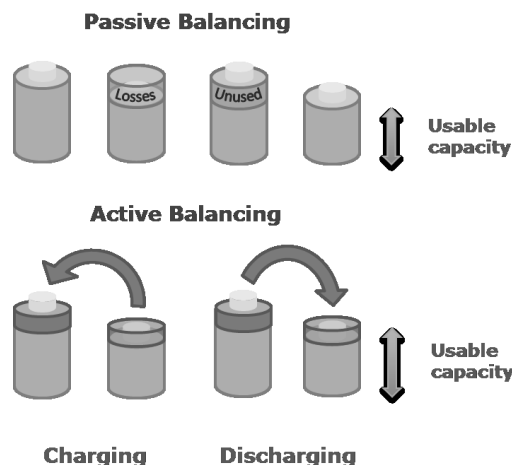 Passive Balancing
Losses
Unused
Usable
capacity
Active Balancing
Usable
capacity
Charging
Discharging